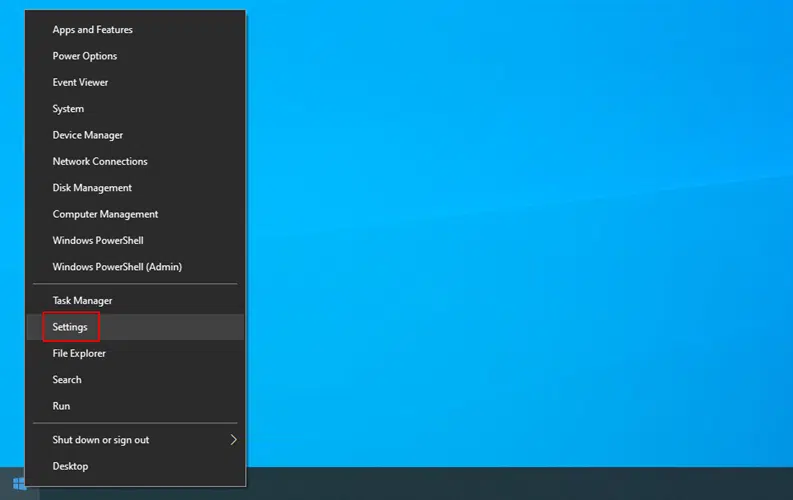 Apps and Features
Power Options
Event Viewer
System
Device Manager
Network Connections
Disk Management
Computer Management
Windows PowerShell
Windows PowerShell (Admin)
Task Manager
Settings
File Explorer
Search
Run
Shut down or sign out
Desktop